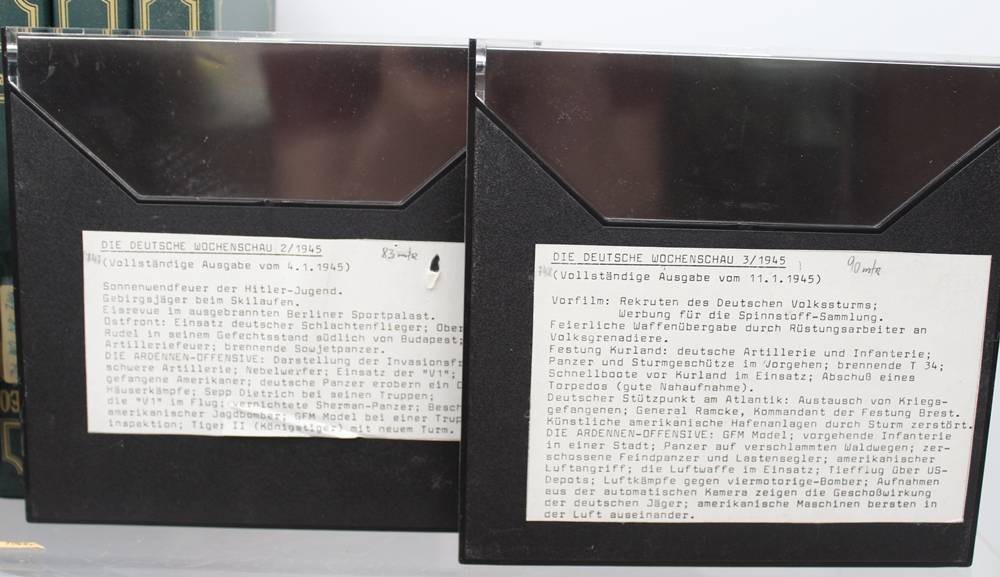 DIE DEUTSCHE WOCHENSCHAU 2/1945
83 mtr
(Vollständige Ausgabe vom 4.1.1945)
Sonnenwendfeuer der Hitler-Jugend.
Gebirgsjäger beim Skilaufen.
Eisrevue im ausgebrannten Berliner Sportpalast.
Ostfront: Einsatz deutscher Schlachtenflieger; Ober
Rudel in seinem Gefechtsstand südlich von Budapest;
Artilleriefeuer; brennende Sowjetpanzer.
DIE ARDENNEN-OFFENSIVE: Darstellung der Invasionsf
schwere Artillerie; Nebelwerfer; Einsatz der "V1";
gefangene Amerikaner; deutsche Panzer erobern ein D
Häuserkämpfe; Sepp Dietrich bei seinen Truppen;
die "V1" im Flug; vernichtete Sherman-Panzer; Besch
amerikanischer Jagdbomber; GFM Model bei einer Trup
inspektion; Tiger II (Königstiger) mit neuem Turm.
DIE DEUTSCHE WOCHENSCHAU 3/1945
90 mtr
(Vollständige Ausgabe vom 11.1.1945)
Vorfilm: Rekruten des Deutschen Volkssturms;
Werbung für die Spinnstoff-Sammlung.
Feierliche Waffenübergabe durch Rüstungsarbeiter an
Volksgrenadiere.
Festung Kurland: deutsche Artillerie und Infanterie;
Panzer und Sturmgeschütz im Vorgehen; brennende T 34;
Schnellboote vor Kurland im Einsatz; Abschuß eines
Torpedos (gute Nahaufnahme).
Deutscher Stützpunkt am Atlantik: Austausch von Kriegs-
gefangenen; General Ramcke, Kommandant der Festung Brest.
Künstliche amerikanische Hafenanlagen durch Sturm zerstört.
DIE ARDENNEN-OFFENSIVE: GFM Model; vorgehende Infanterie
in einer Stadt; Panzer auf verschlammten Waldwegen; zer-
schossene Feindpanzer und Lastensegler; amerikanischer
Luftangriff; die Luftwaffe im Einsatz; Tiefflug über US-
Depots; Luftkämpfe gegen viermotorige-Bomber; Aufnahmen
aus der automatischen Kamera zeigen die Geschoßwirkung
der deutschen Jäger; amerikanische Maschinen bersten in
der Luft auseinander.